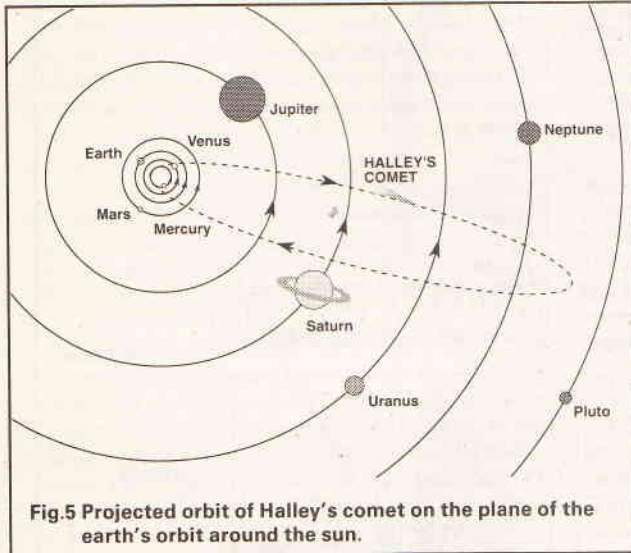 Jupiter
Venus
Earth
Neptune
HALLEY'S
COMET
Mars
Mercury
Saturn
Uranus
Pluto
Fig.5 Projected orbit of Halley's comet on the plane of the
earth's orbit around the sun.